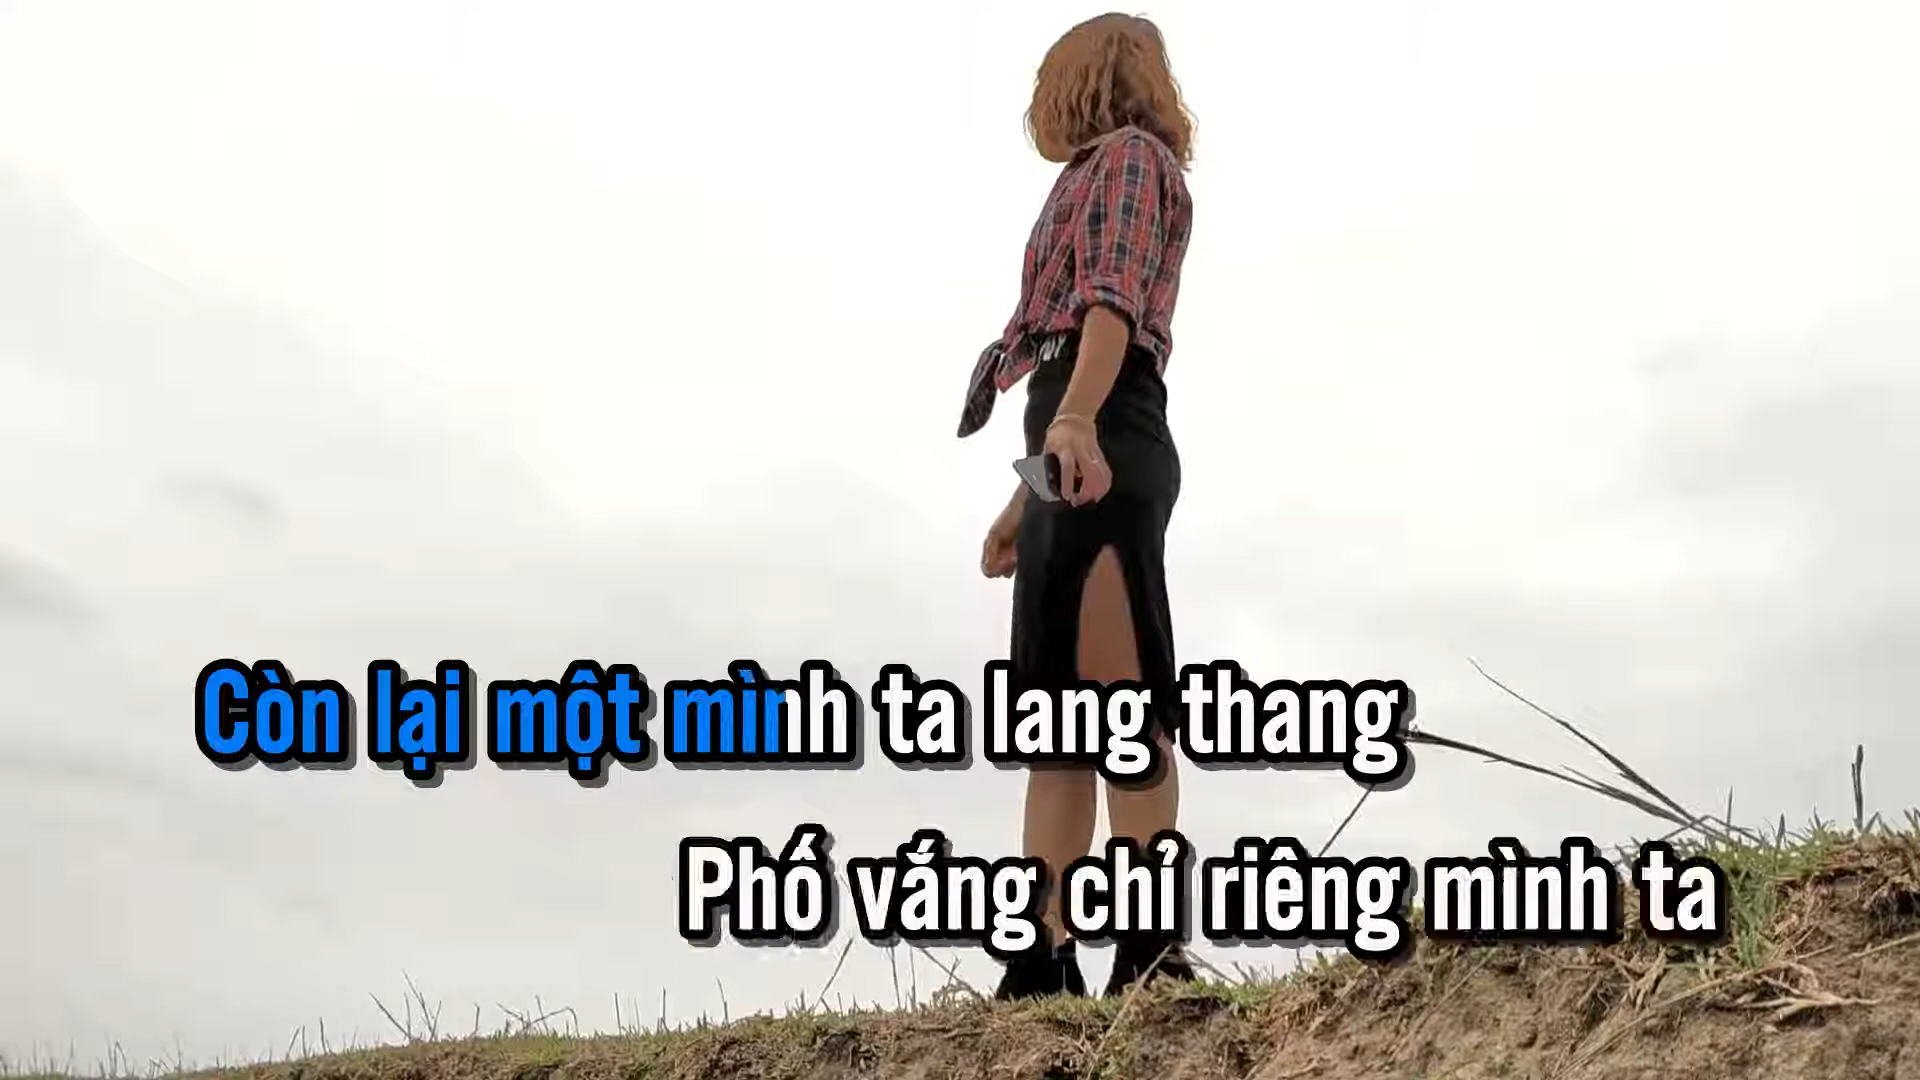 Còn lại một mình ta lang thang
Phố vắng chỉ riêng mình ta